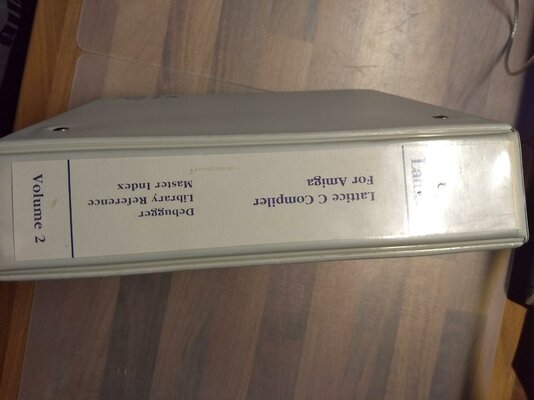 Lattice C Compiler
For Amiga
Debugger
Library Reference
Master Index
Volume 2